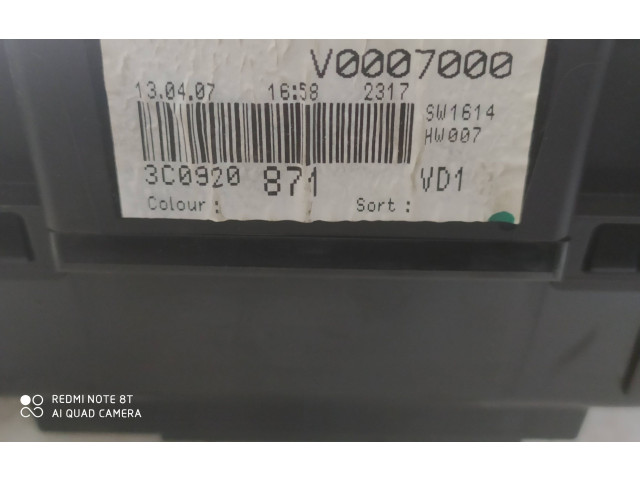 V0007000
13.04.07 16:58 2317
SW1614
HW007
3C0920 871 VD1
Colour : Sort :
REDMI NOTE 8T
AI QUAD CAMERA